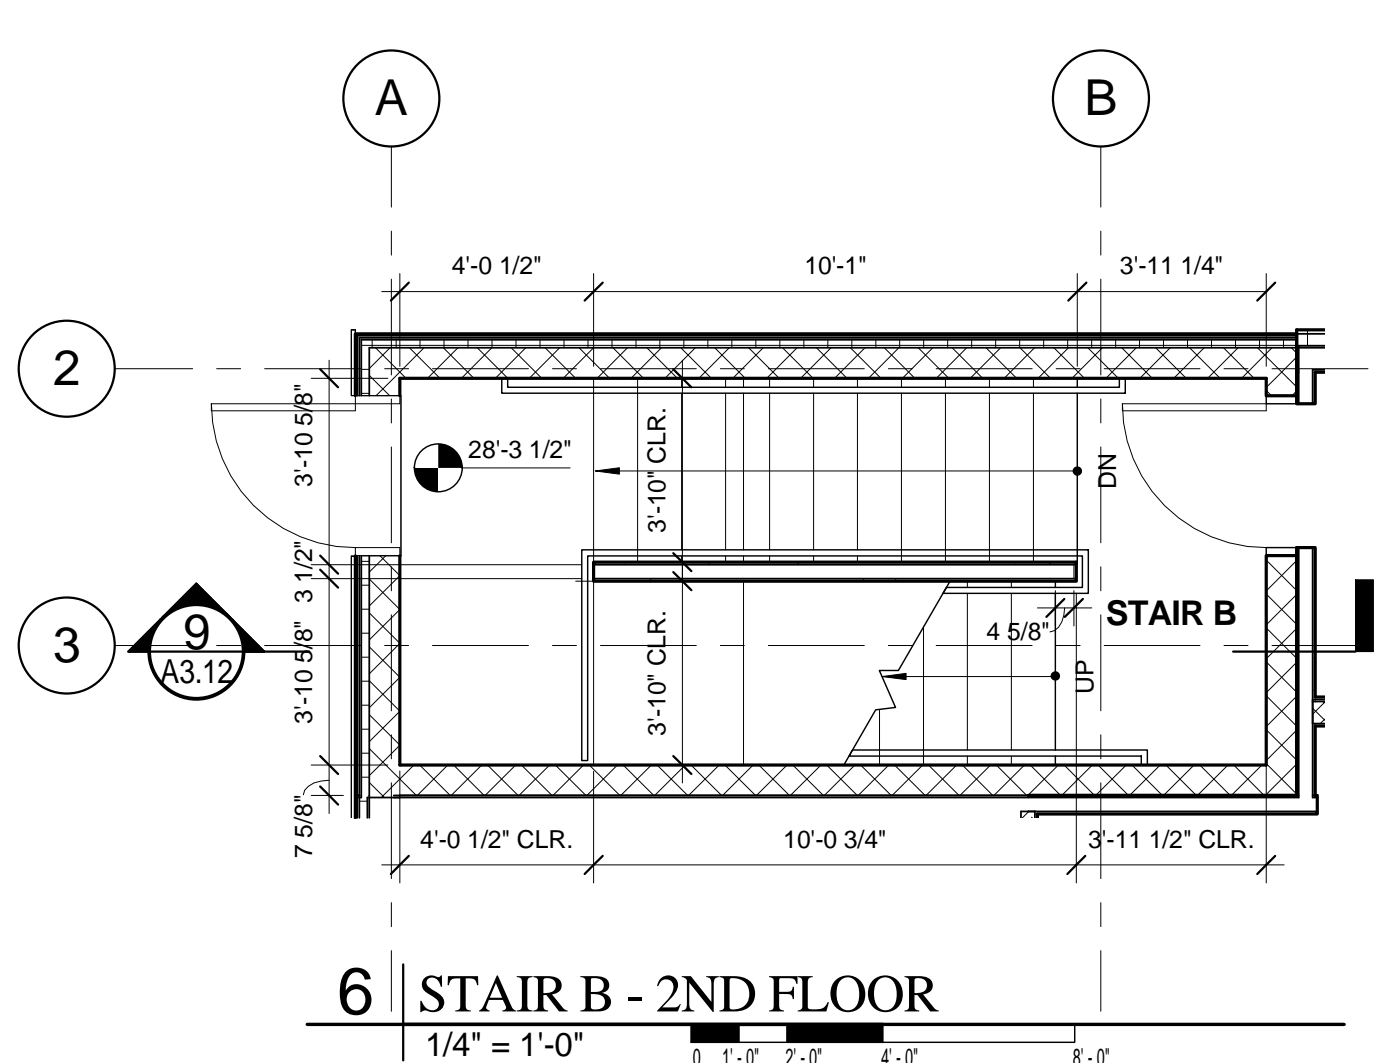 A
B
4'-0 1/2"
10'-1"
3'-11 1/4"
2
3'-10 5/8"
3'-10" CLR.
28'-3 1/2"
DN
3 1/2"
STAIR B
4 5/8"
3
9
A3.12
3'-10 5/8"
3'-10" CLR.
UP
7 5/8"
4'-0 1/2" CLR.
10'-0 3/4"
3'-11 1/2" CLR.
6
STAIR B - 2ND FLOOR
1/4" = 1'-0"
0 1'-0" 2'-0" 4'-0" 8'-0"